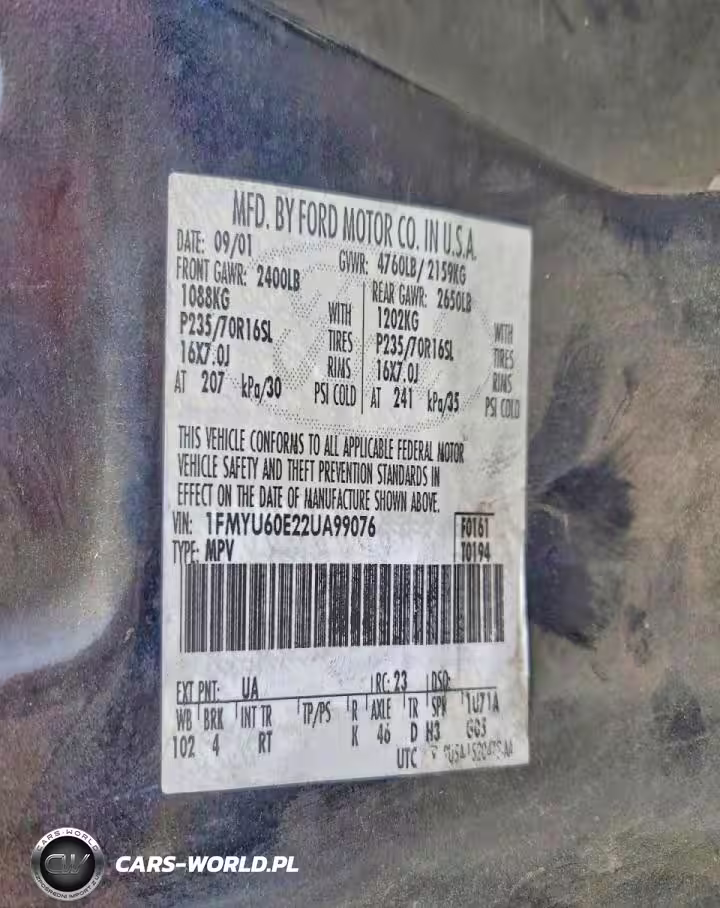 MFD. BY FORD MOTOR CO. IN U.S.A.
DATE: 09/01 GVWR: 4760LB/2159KG
FRONT GAWR: 2400LB REAR GAWR: 2650LB
1088KG WITH 1202KG WITH
P235/70R16SL TIRES P235/70R16SL TIRES
16X7.0J RIMS 16X7.0J RIMS
AT 207 kPa/30 PSI COLD AT 241 kPa/35 PSI COLD
THIS VEHICLE CONFORMS TO ALL APPLICABLE FEDERAL MOTOR
VEHICLE SAFETY AND THEFT PREVENTION STANDARDS IN
EFFECT ON THE DATE OF MANUFACTURE SHOWN ABOVE.
VIN: 1FMYU60E22UA99076 F0161
TYPE: MPV T0194
EXT PNT: UA RC: 23 DSO:
WB BRK INT TR TP/PS R AXLE TR SPR 1U71A
102 4 RT K 46 D H3 GG5
UTC
CARS-WORLD
CW
CARS-WORLD.PL